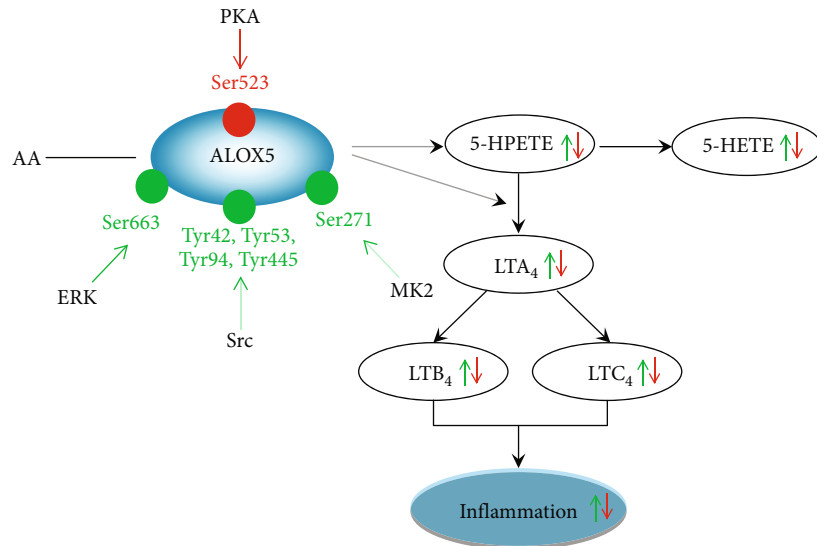 PKA
Ser523
AA
ALOX5
5-HPETE
5-HETE
Ser663
Tyr42, Tyr53,
Tyr94, Tyr445
Ser271
ERK
Src
MK2
LTA₄
LTB₄
LTC₄
Inflammation